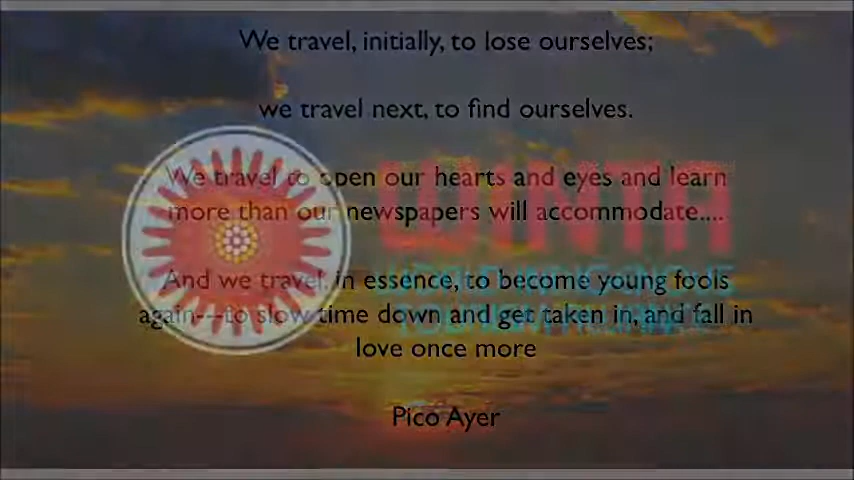 We travel, initially, to lose ourselves;
we travel next, to find ourselves.
We travel to open our hearts and eyes and learn
more than our newspapers will accommodate....
And we travel, in essence, to become young fools
again---to slow time down and get taken in, and fall in
love once more
Pico Ayer
WINTA